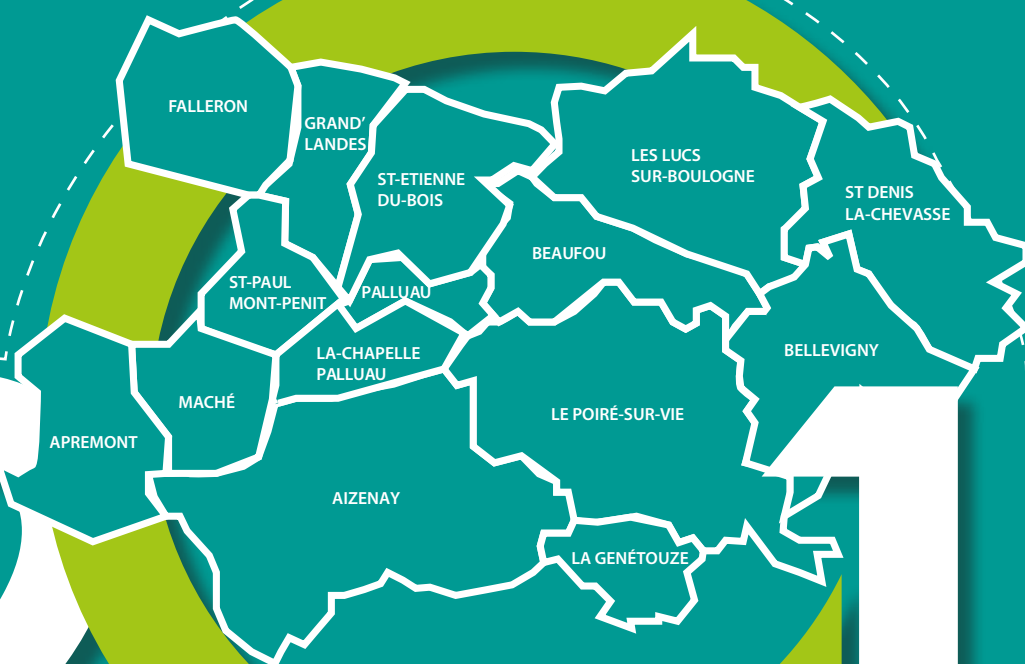 FALLERON
GRAND'
LANDES
ST-ETIENNE
DU-BOIS
LES LUCS
SUR-BOULOGNE
ST DENIS
LA-CHEVASSE
BEAUFOU
ST-PAUL
MONT-PENIT
PALLUAU
LA-CHAPELLE
PALLUAU
BELLEVIGNY
MACHÉ
LE POIRÉ-SUR-VIE
APREMONT
AIZENAY
LA GENÉTOUZE
1